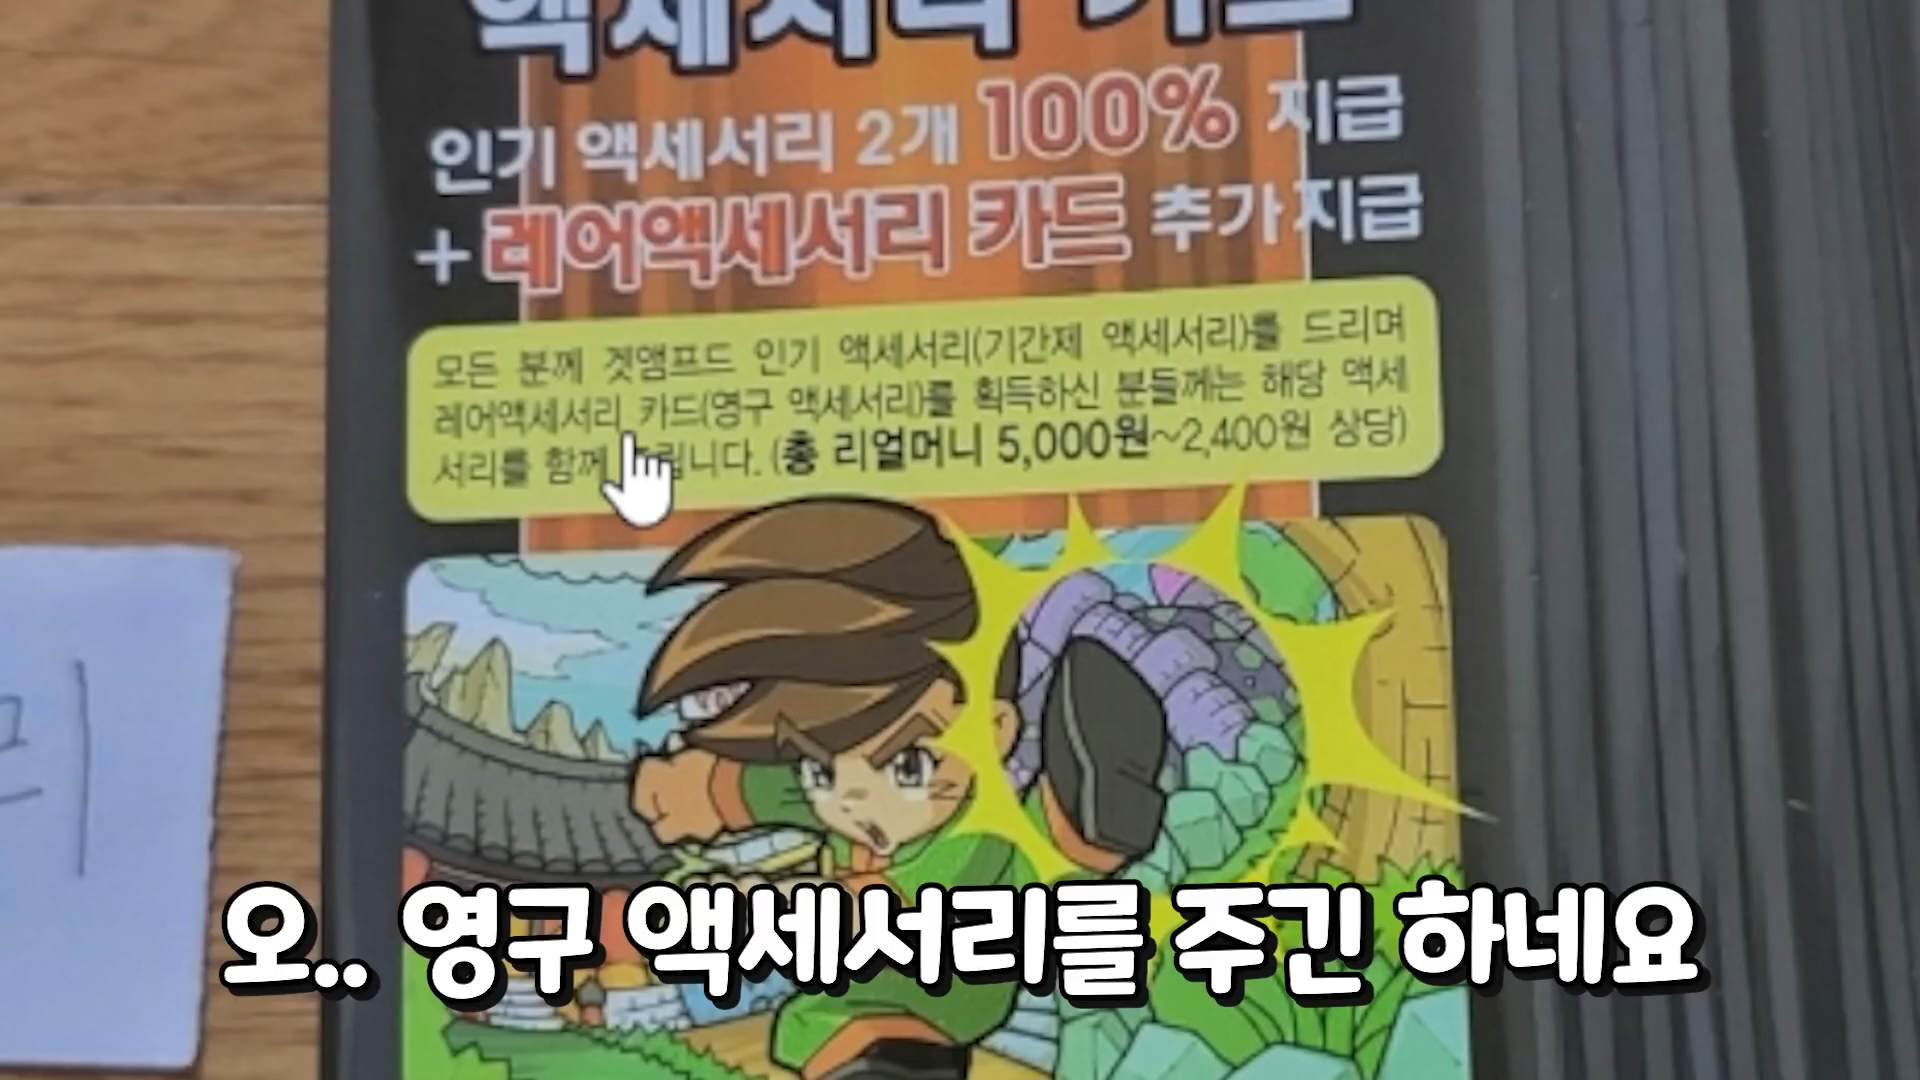 액세서리 카드
인기 액세서리 2개 100% 지급
+ 레어액세서리 카드 추가지급
모든 분께 겟앰프드 인기 액세서리(기간제 액세서리)를 드리며
레어액세서리 카드(영구 액세서리)를 획득하신 분들께는 해당 액세
서리를 함께 드립니다. (총 리얼머니 5,000원~2,400원 상당)
오.. 영구 액세서리를 주긴 하네요